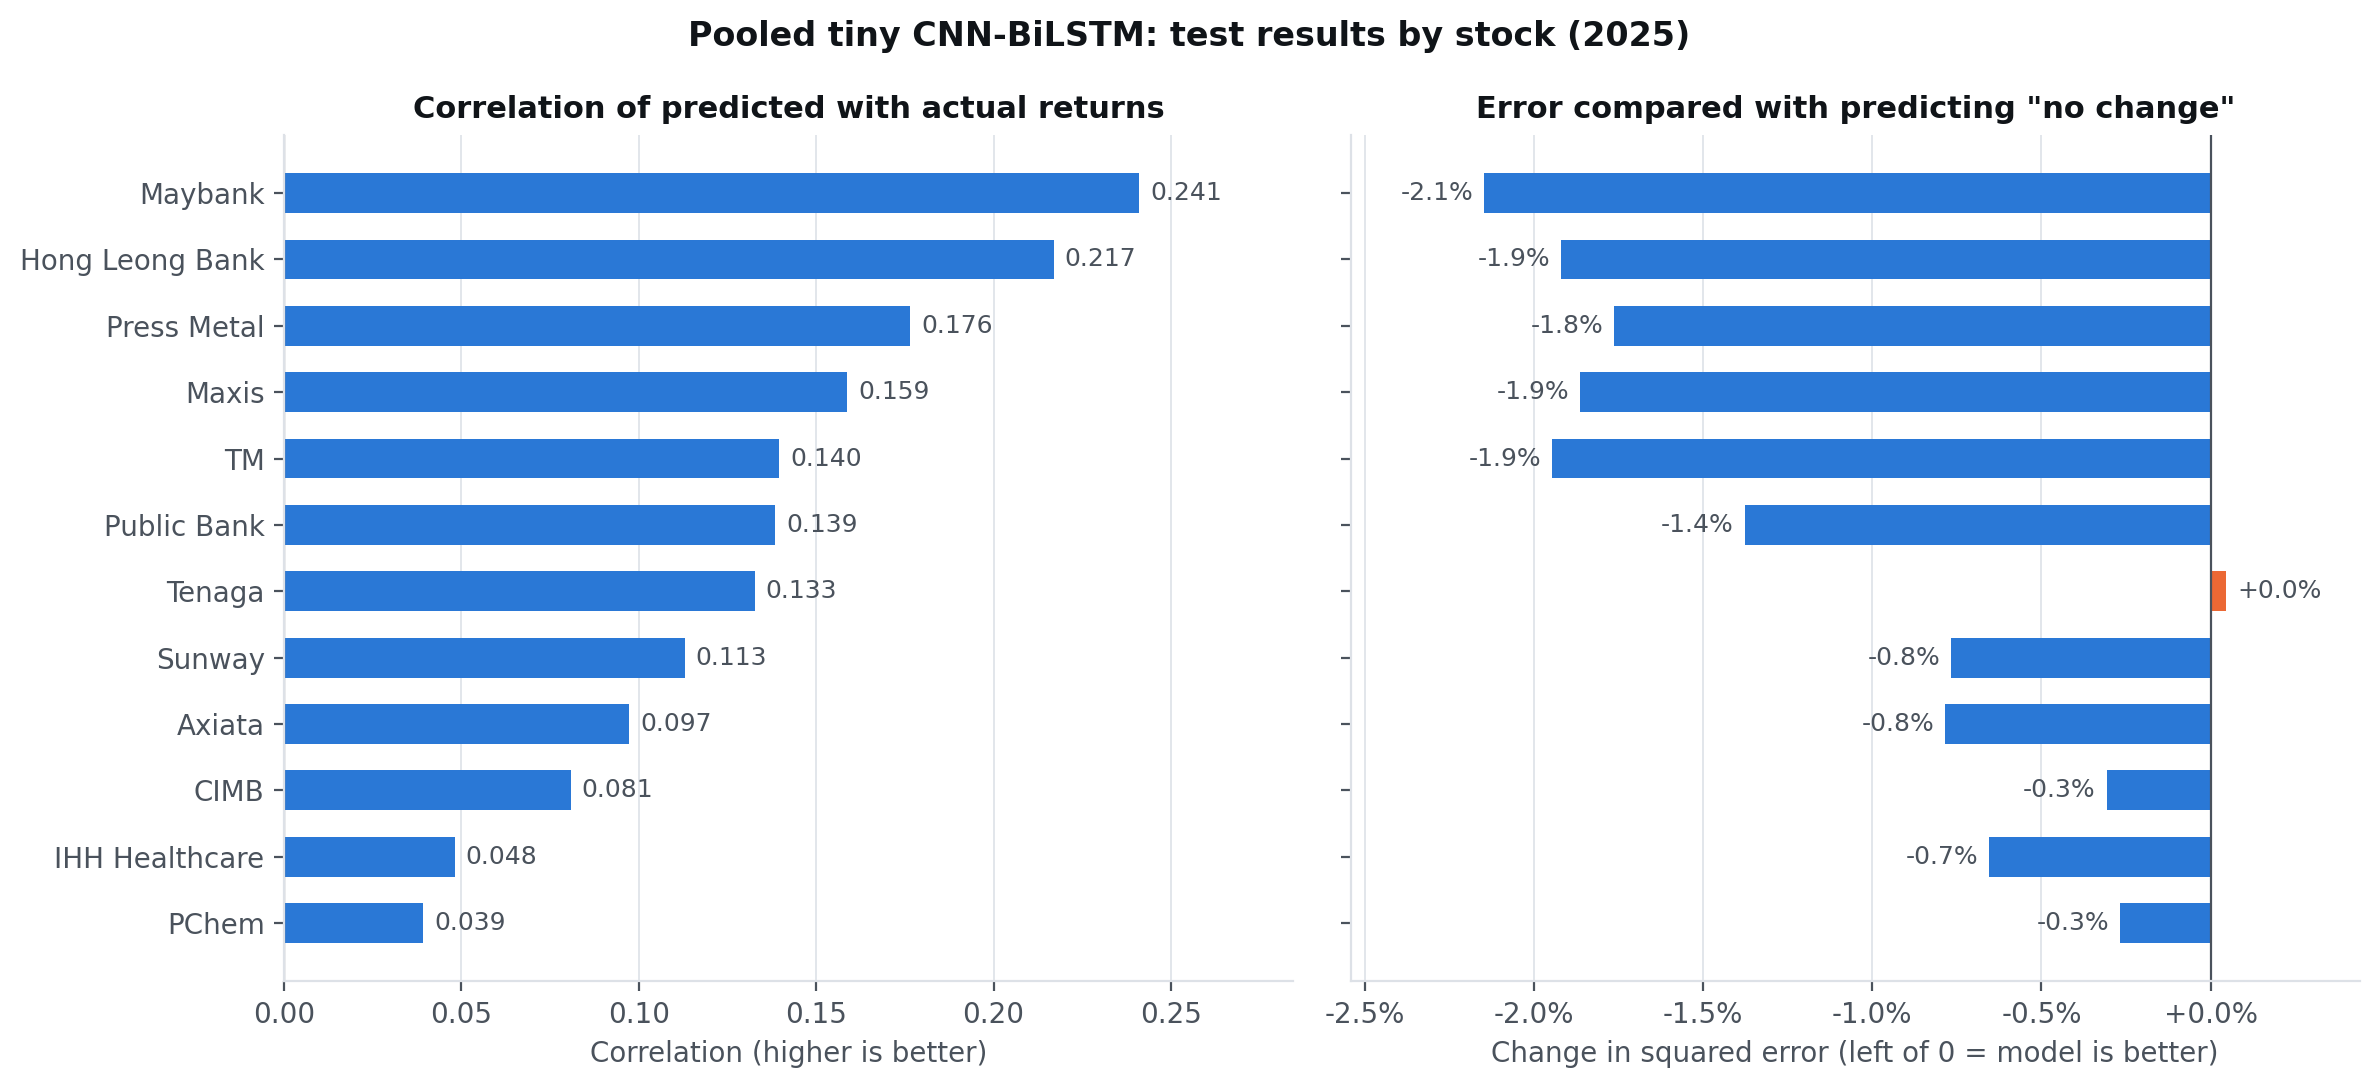 Pooled tiny CNN-BiLSTM: test results by stock (2025)
Correlation of predicted with actual returns
Maybank 0.241
Hong Leong Bank 0.217
Press Metal 0.176
Maxis 0.159
TM 0.140
Public Bank 0.139
Tenaga 0.133
Sunway 0.113
Axiata 0.097
CIMB 0.081
IHH Healthcare 0.048
PChem 0.039
0.00 0.05 0.10 0.15 0.20 0.25
Correlation (higher is better)
Error compared with predicting "no change"
-2.1%
-1.9%
-1.8%
-1.9%
-1.9%
-1.4%
+0.0%
-0.8%
-0.8%
-0.3%
-0.7%
-0.3%
-2.5% -2.0% -1.5% -1.0% -0.5% +0.0%
Change in squared error (left of 0 = model is better)